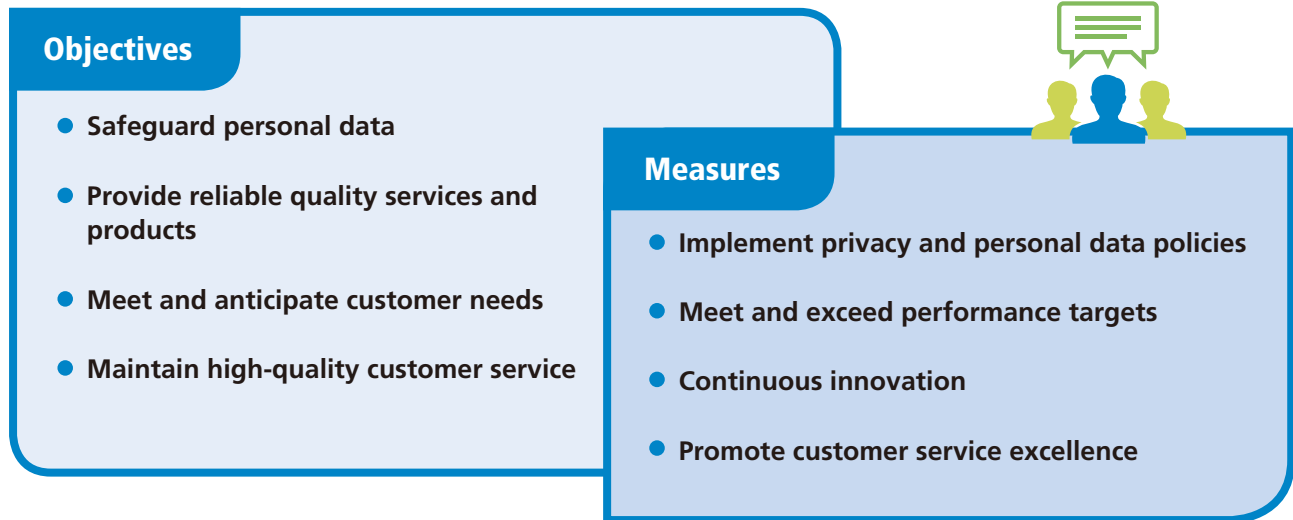 Objectives
Safeguard personal data
Provide reliable quality services and
products
Meet and anticipate customer needs
Maintain high-quality customer service
Measures
Implement privacy and personal data policies
Meet and exceed performance targets
Continuous innovation
Promote customer service excellence